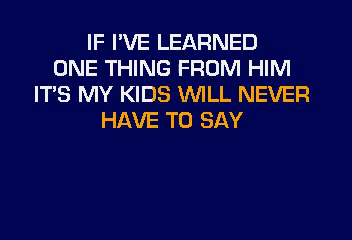 IF I'VE LEARNED
ONE THING FROM HIM
IT'S MY KIDS WILL NEVER
HAVE TO SAY